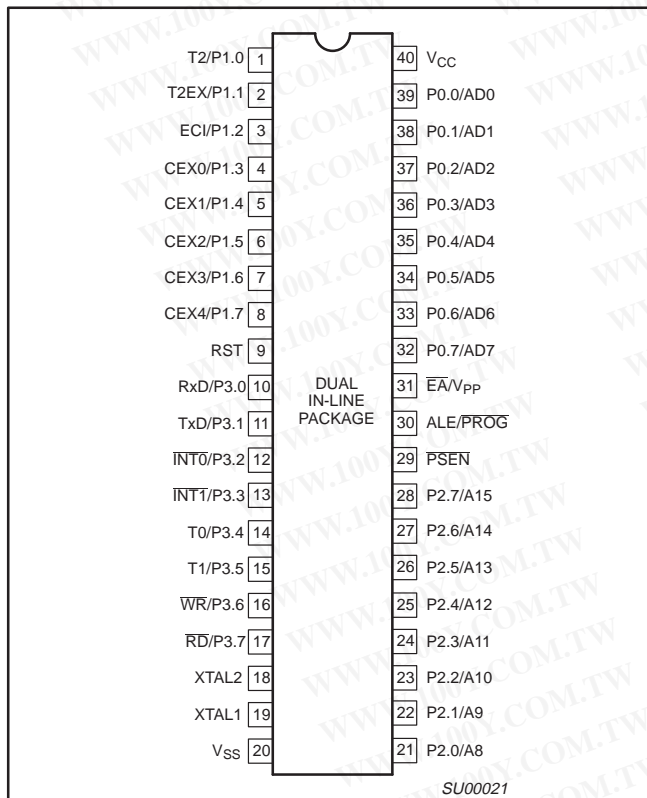 T2/P1.0 1 40 VCC
T2EX/P1.1 2 39 P0.0/AD0
ECI/P1.2 3 38 P0.1/AD1
CEX0/P1.3 4 37 P0.2/AD2
CEX1/P1.4 5 36 P0.3/AD3
CEX2/P1.5 6 35 P0.4/AD4
CEX3/P1.6 7 34 P0.5/AD5
CEX4/P1.7 8 33 P0.6/AD6
RST 9 32 P0.7/AD7
RxD/P3.0 10 31 E̅A̅/VPP
TxD/P3.1 11 30 ALE/P̅R̅O̅G̅
I̅N̅T̅0̅/P3.2 12 29 P̅S̅E̅N̅
I̅N̅T̅1̅/P3.3 13 28 P2.7/A15
T0/P3.4 14 27 P2.6/A14
T1/P3.5 15 26 P2.5/A13
W̅R̅/P3.6 16 25 P2.4/A12
R̅D̅/P3.7 17 24 P2.3/A11
XTAL2 18 23 P2.2/A10
XTAL1 19 22 P2.1/A9
VSS 20 21 P2.0/A8
DUAL
IN-LINE
PACKAGE
SU00021
WWW.100Y.COM.TW